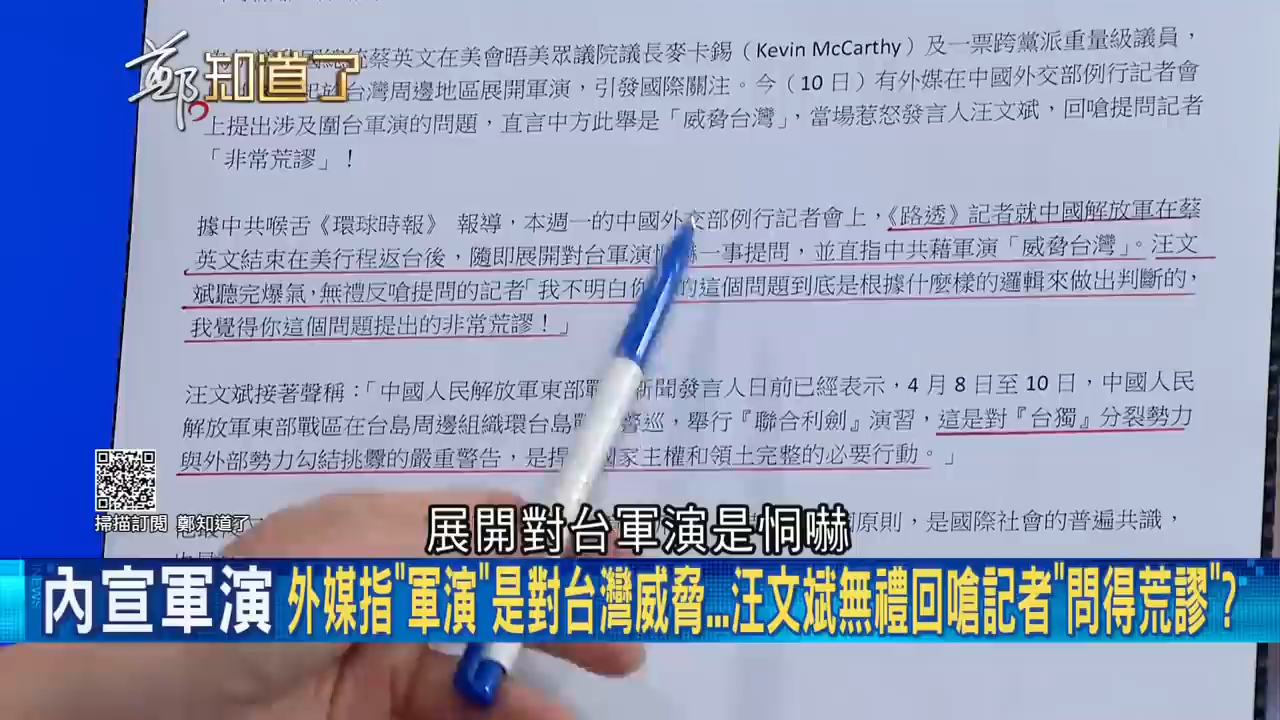 鄭知道了
蔡英文在美會晤美眾議院議長麥卡錫（Kevin McCarthy）及一票跨黨派重量級議員，
台灣周邊地區展開軍演，引發國際關注。今（10 日）有外媒在中國外交部例行記者會
上提出涉及圍台軍演的問題，直言中方此舉是「威脅台灣」，當場惹怒發言人汪文斌，回嗆提問記者
「非常荒謬」！
據中共喉舌《環球時報》 報導，本週一的中國外交部例行記者會上，《路透》記者就中國解放軍在蔡
英文結束在美行程返台後，隨即展開對台軍演 嚇一事提問，並直指中共藉軍演「威脅台灣」。汪文
斌聽完爆氣，無禮反嗆提問的記者「我不明白你 的這個問題到底是根據什麼樣的邏輯來做出判斷的，
我覺得你這個問題提出的非常荒謬！」
汪文斌接著聲稱：「中國人民解放軍東部戰 新聞發言人日前已經表示，4 月 8 日至 10 日，中國人民
解放軍東部戰區在台島周邊組織環台島 警巡，舉行『聯合利劍』演習，這是對『台獨』分裂勢力
與外部勢力勾結挑釁的嚴重警告，是捍 國家主權和領土完整的必要行動。」
原則，是國際社會的普遍共識，
掃描訂閱 鄭知道了
展開對台軍演是恫嚇
NEWS
內宣軍演 外媒指"軍演"是對台灣威脅...汪文斌無禮回嗆記者"問得荒謬"?